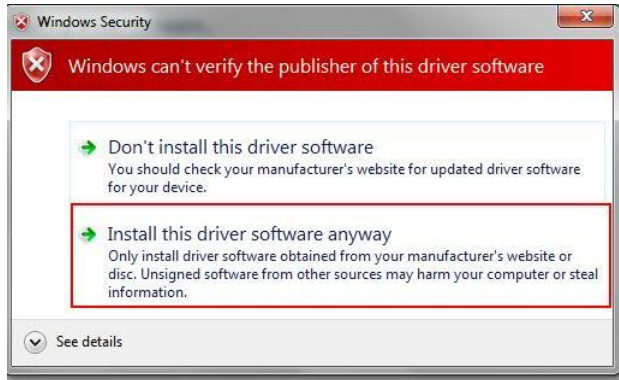 Windows Security
Windows can't verify the publisher of this driver software
Don't install this driver software
You should check your manufacturer's website for updated driver software
for your device.
Install this driver software anyway
Only install driver software obtained from your manufacturer's website or
disc. Unsigned software from other sources may harm your computer or steal
information.
See details